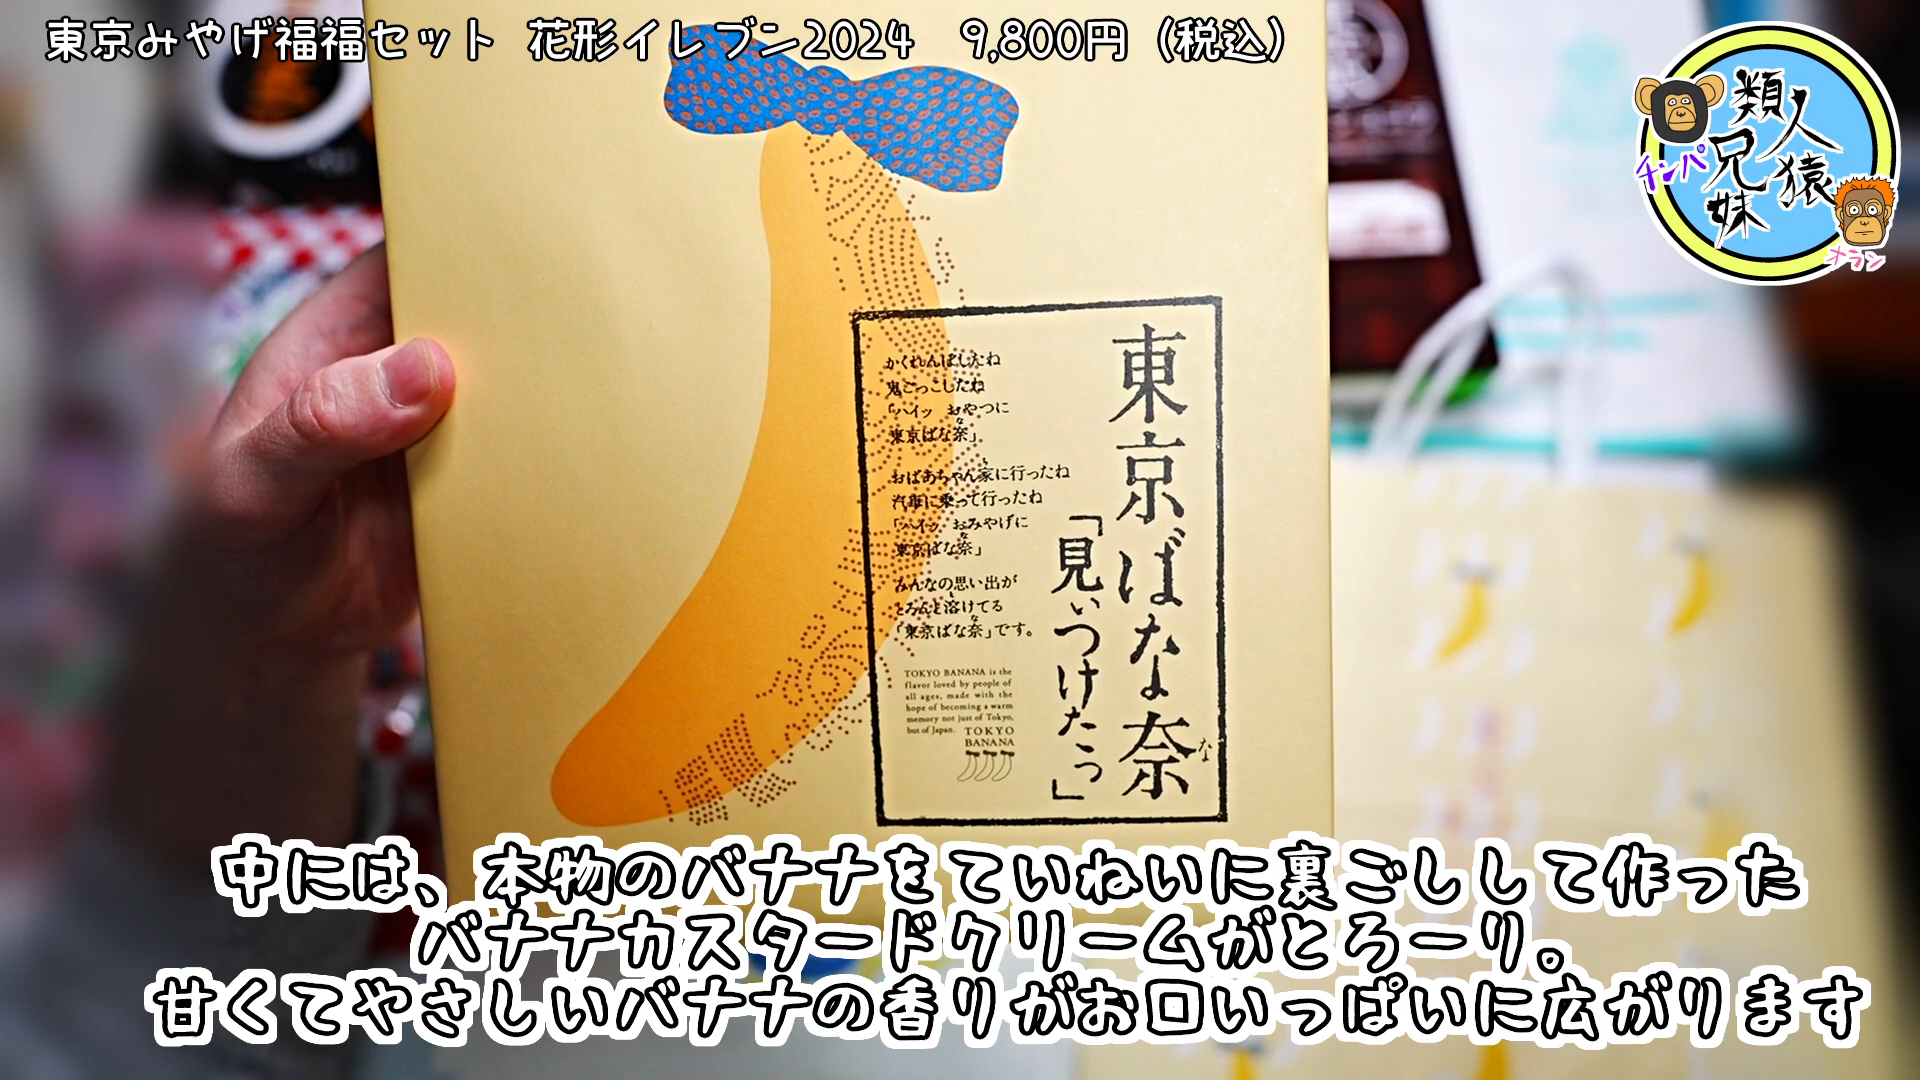 東京みやげ福福セット 花形イレブン2024 9,800円（税込）
類人猿
兄妹
チンパ
オラン
東京ばな奈
な
「見ぃつけたっ」
かくれんぼしたね
鬼ごっこしたね
「ハイッ おやつに
東京ばな奈」
おばあちゃん家に行ったね
汽車に乗って行ったね
「ハイッ おみやげに
東京ばな奈」
みんなの思い出が
とろんと溶けてる
「東京ばな奈」です。
TOKYO BANANA is the
flavor loved by people of
all ages, made with the
hope of becoming a warm
memory not just of Tokyo,
but of Japan.
TOKYO
BANANA
中には、本物のバナナをていねいに裏ごしして作った
バナナカスタードクリームがとろーり。
甘くてやさしいバナナの香りがお口いっぱいに広がります